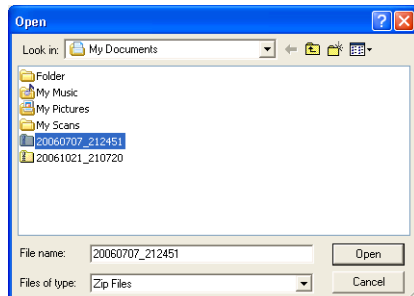 Open
Look in: My Documents
Folder
My Music
My Pictures
My Scans
20060707_212451
20061021_210720
File name: 20060707_212451 Open
Files of type: Zip Files Cancel